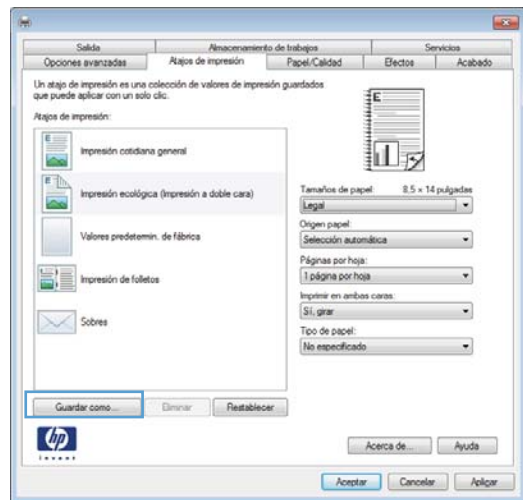 Salida Almacenamiento de trabajos Servicios
Opciones avanzadas Atajos de impresión Papel/Calidad Efectos Acabado
Un atajo de impresión es una colección de valores de impresión guardados
que puede aplicar con un solo clic.
Atajos de impresión:
E
Impresión cotidiana general
E
Impresión ecológica (Impresión a doble cara)
Valores predetermin. de fábrica
Impresión de folletos
Sobres
E
Tamaños de papel: 8,5 × 14 pulgadas
Legal
Origen papel:
Selección automática
Páginas por hoja:
1 página por hoja
Imprimir en ambas caras:
Sí, girar
Tipo de papel:
No especificado
Guardar como... Eliminar Restablecer
hp
invent
Acerca de... Ayuda
Aceptar Cancelar Aplicar